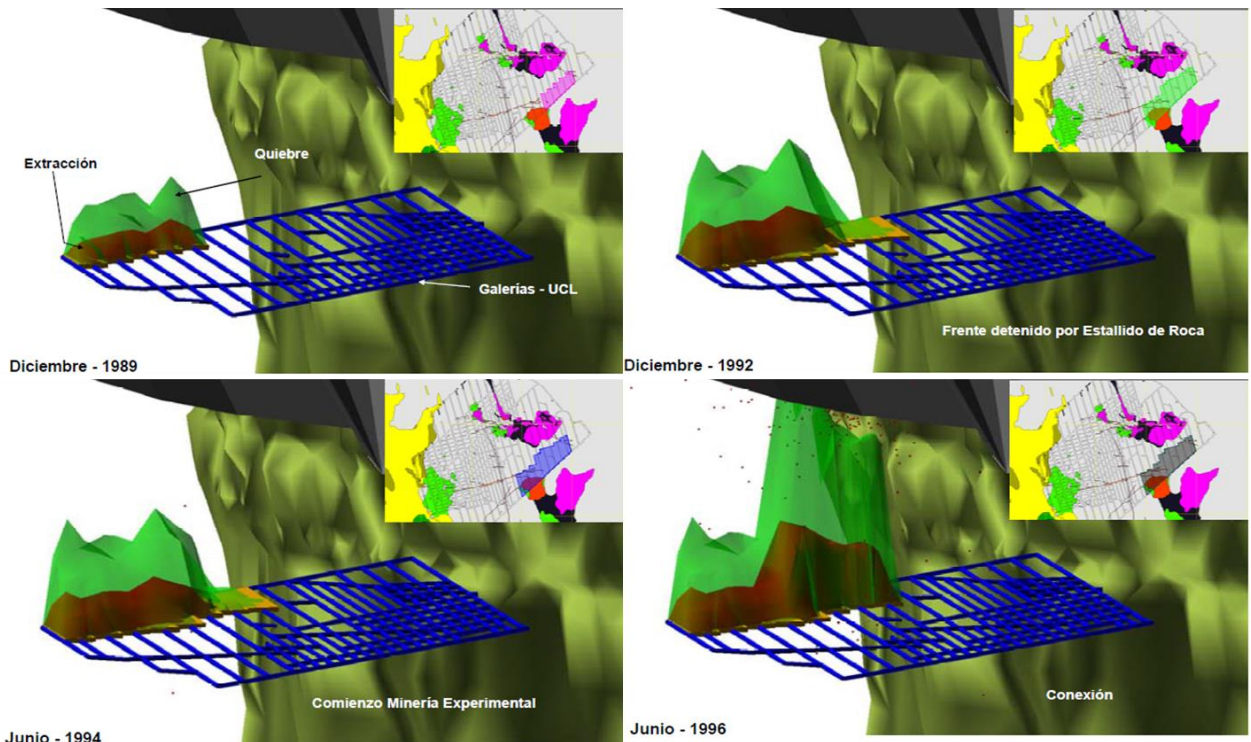 Extracción
Quiebre
Galerías - UCL
Diciembre - 1989
Frente detenido por Estallido de Roca
Diciembre - 1992
Comienzo Minería Experimental
Junio - 1994
Conexión
Junio - 1996